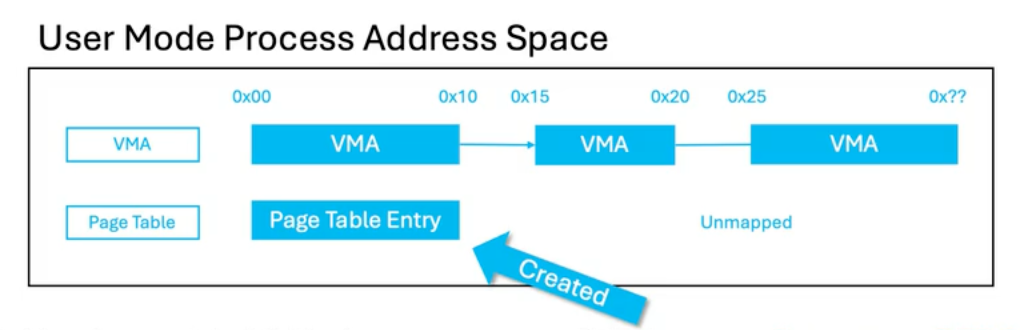 User Mode Process Address Space
0x00 0x10 0x15 0x20 0x25 0x??
VMA VMA VMA VMA
Page Table Page Table Entry Unmapped
Created